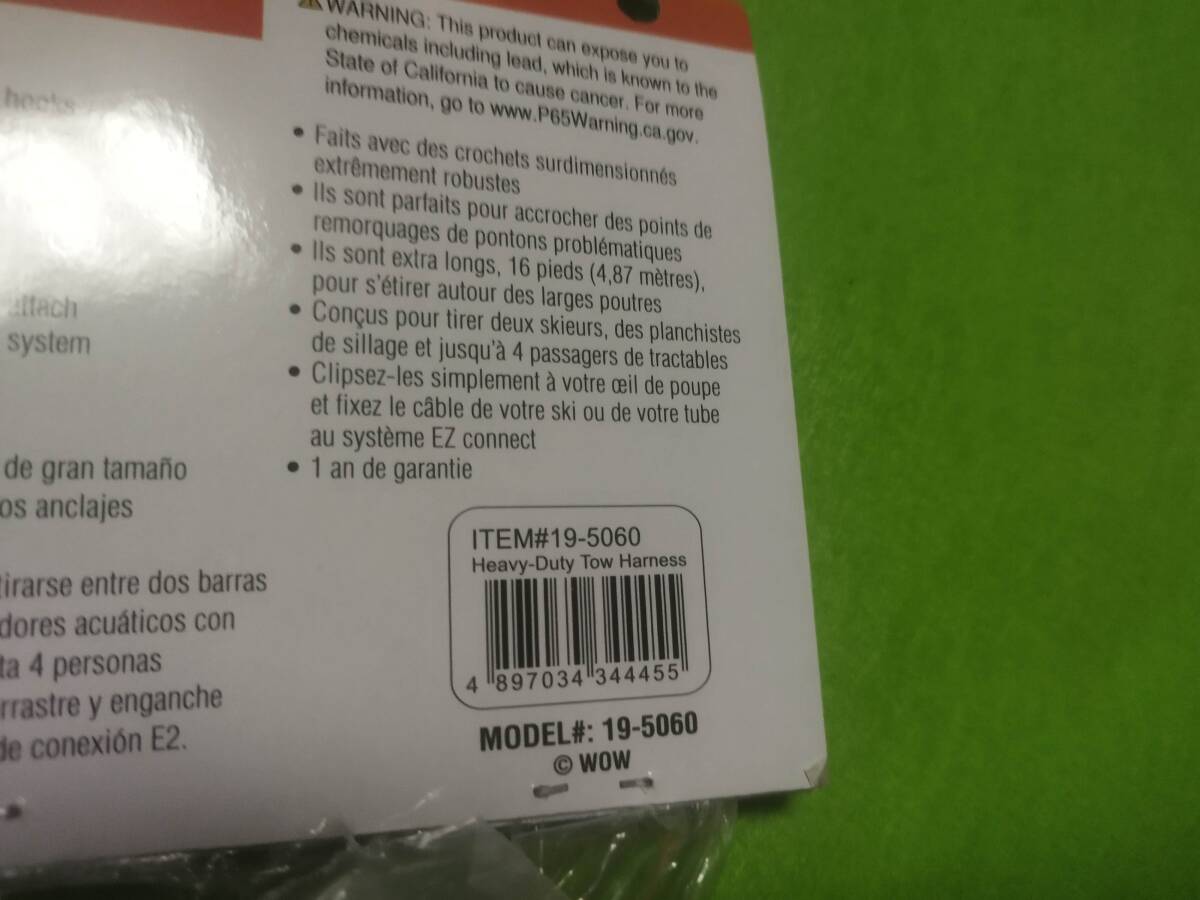 WARNING: This product can expose you to
chemicals including lead, which is known to the
State of California to cause cancer. For more
information, go to www.P65Warning.ca.gov.
• Faits avec des crochets surdimensionnés
extrêmement robustes
• Ils sont parfaits pour accrocher des points de
remorquages de pontons problématiques
• Ils sont extra longs, 16 pieds (4,87 mètres),
pour s'étirer autour des larges poutres
• Conçus pour tirer deux skieurs, des planchistes
de sillage et jusqu'à 4 passagers de tractables
• Clipsez-les simplement à votre œil de poupe
et fixez le câble de votre ski ou de votre tube
au système EZ connect
• 1 an de garantie
hooks
attach
system
de gran tamaño
os anclajes
tirarse entre dos barras
dores acuáticos con
ta 4 personas
rrastre y enganche
de conexión E2.
ITEM#19-5060
Heavy-Duty Tow Harness
4 897034 344455
MODEL#: 19-5060
© WOW